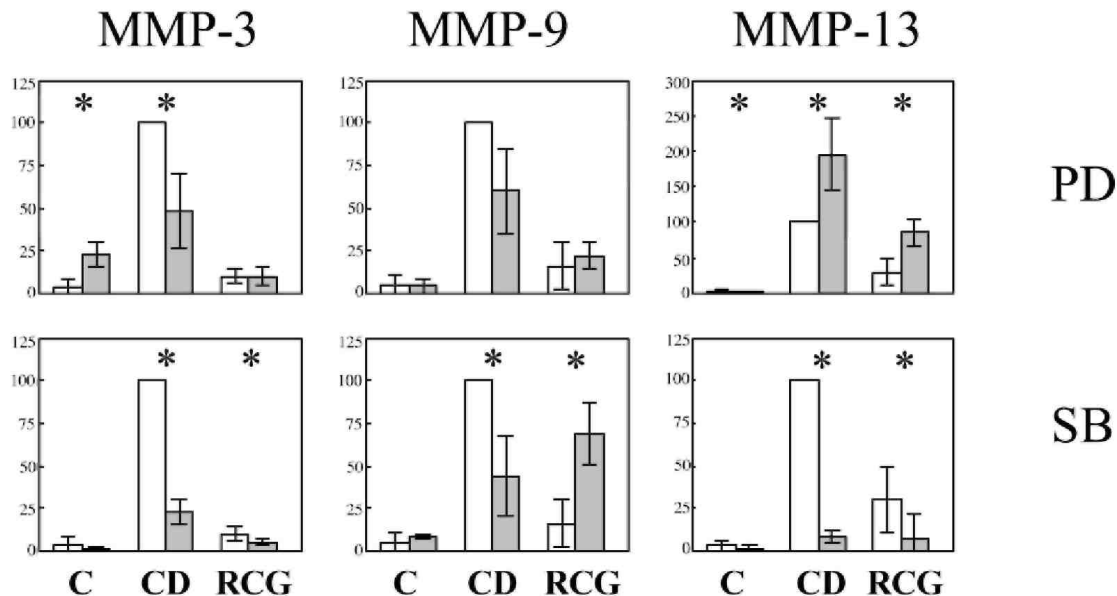 MMP-3 MMP-9 MMP-13
125 125 300
* * * * *
250
100 100 200
75 75 150
50 50 100
25 25 50
0 0 0
PD
125 125 125
* * * * * *
100 100 100
75 75 75
50 50 50
25 25 25
0 0 0
SB
C CD RCG C CD RCG C CD RCG